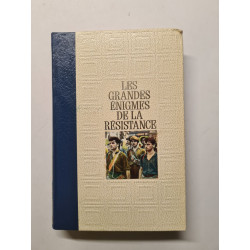 LES
GRANDES
ÉNIGMES
DE LA
RÉSISTANCE